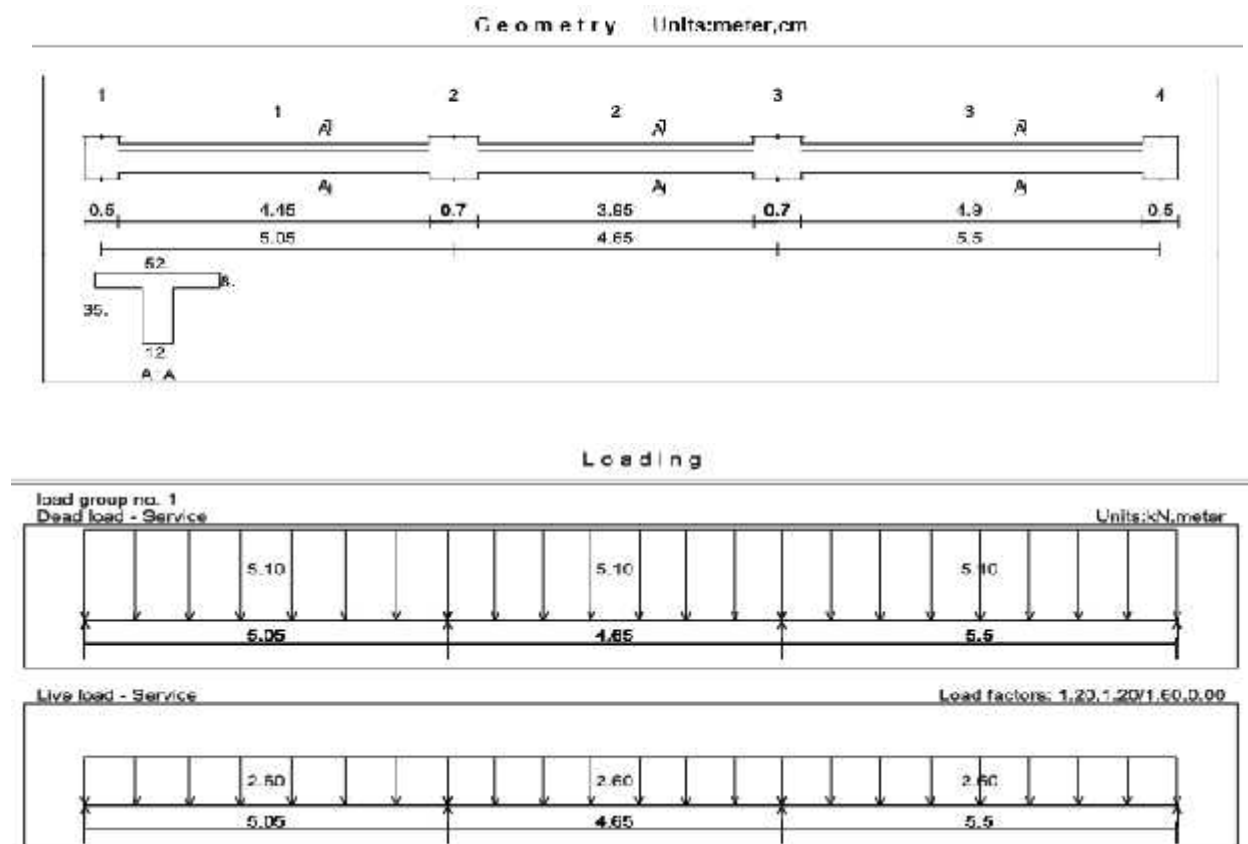 Geometry Units:meter,cm
1 2 3 4
1 2 3
A A A
A A A
0.5 4.45 0.7 3.95 0.7 4.9 0.5
5.05 4.65 5.5
52.
8.
35.
12.
A A
Loading
load group no. 1
Dead load - Service Units:kN,meter
5.10 5.10 5.10
5.05 4.65 5.5
Live load - Service Load factors: 1.20,1.20/1.60,0.00
2.60 2.60 2.60
5.05 4.65 5.5